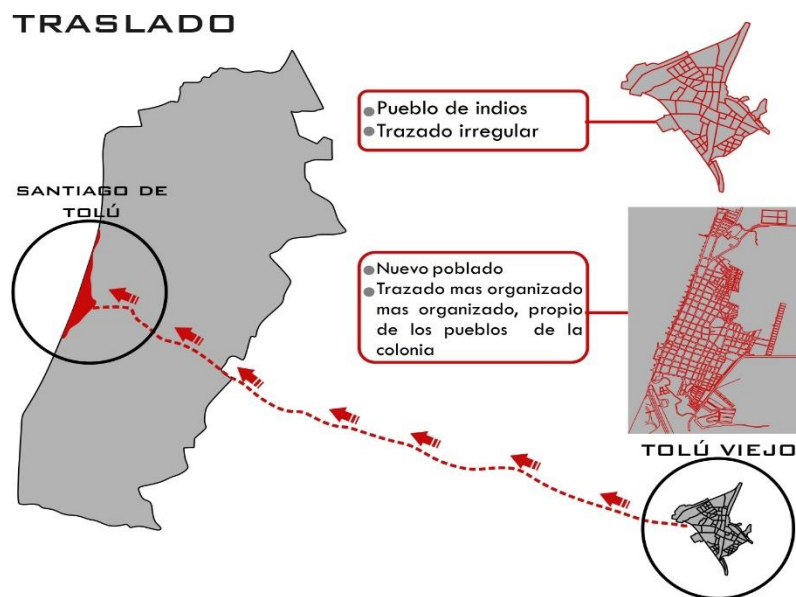 TRASLADO
Pueblo de indios
Trazado irregular
SANTIAGO DE
TOLÚ
Nuevo poblado
Trazado mas organizado
mas organizado, propio
de los pueblos de la
colonia
TOLÚ VIEJO